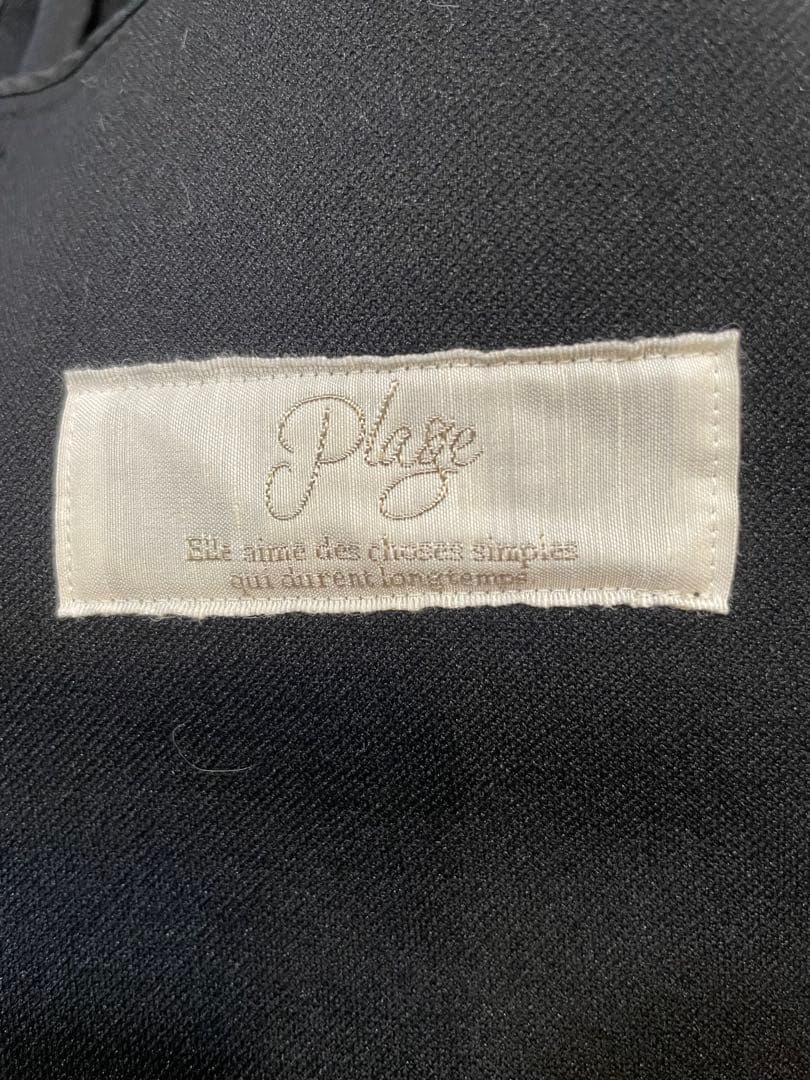 Plage
Elle aime des choses simples
qui durent longtemps.